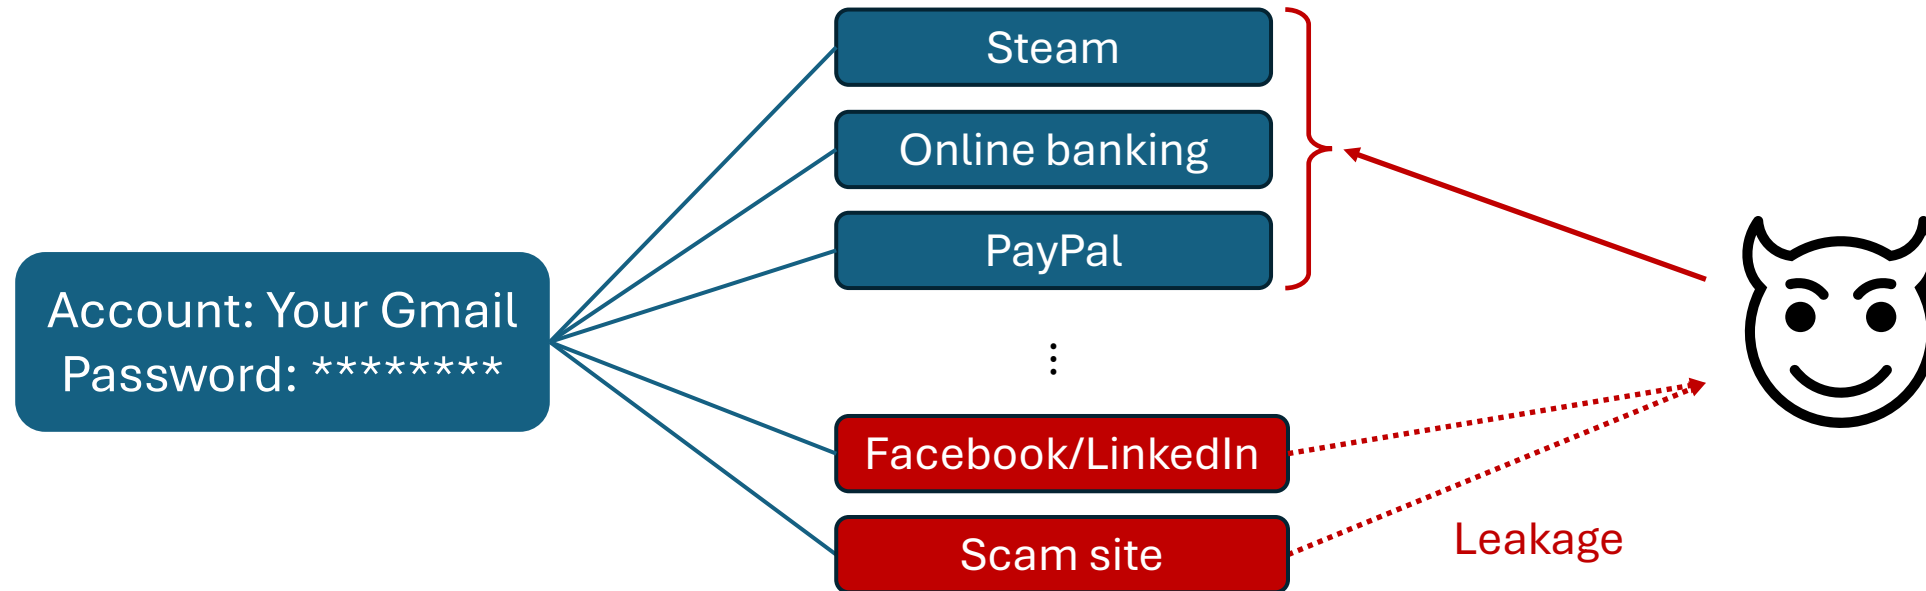 Steam
Online banking
PayPal
Account: Your Gmail
Password: ********
⋮
Facebook/LinkedIn
Scam site
Leakage